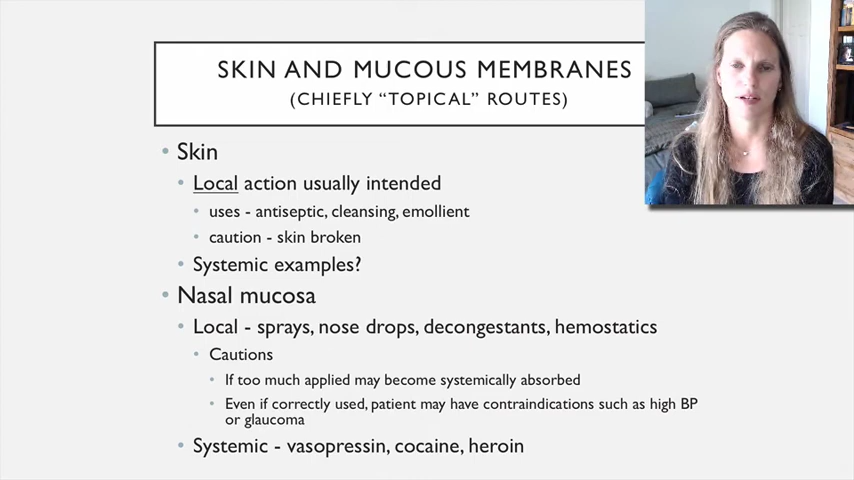 SKIN AND MUCOUS MEMBRANES
(CHIEFLY “TOPICAL” ROUTES)
Skin
Local action usually intended
uses - antiseptic, cleansing, emollient
caution - skin broken
Systemic examples?
Nasal mucosa
Local - sprays, nose drops, decongestants, hemostatics
Cautions
If too much applied may become systemically absorbed
Even if correctly used, patient may have contraindications such as high BP
or glaucoma
Systemic - vasopressin, cocaine, heroin